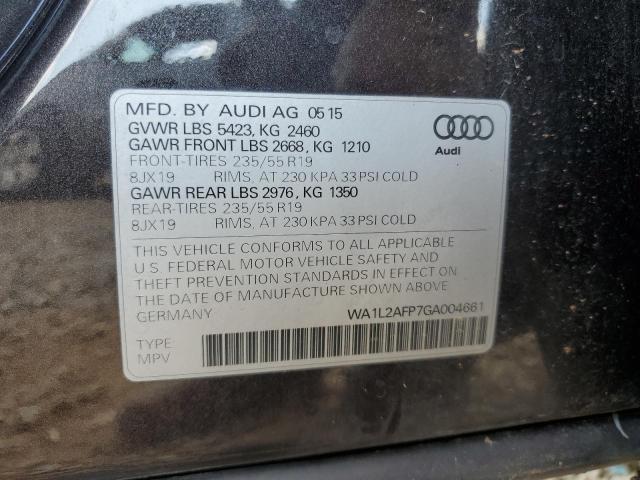 MFD. BY AUDI AG 05 15
GVWR LBS 5423, KG 2460
GAWR FRONT LBS 2668, KG 1210
FRONT-TIRES 235/55 R19
8JX19 RIMS, AT 230 KPA 33 PSI COLD
GAWR REAR LBS 2976, KG 1350
REAR-TIRES 235/55 R19
8JX19 RIMS, AT 230 KPA 33 PSI COLD
Audi
THIS VEHICLE CONFORMS TO ALL APPLICABLE
U.S. FEDERAL MOTOR VEHICLE SAFETY AND
THEFT PREVENTION STANDARDS IN EFFECT ON
THE DATE OF MANUFACTURE SHOWN ABOVE
GERMANY
WA1L2AFP7GA004661
TYPE
MPV